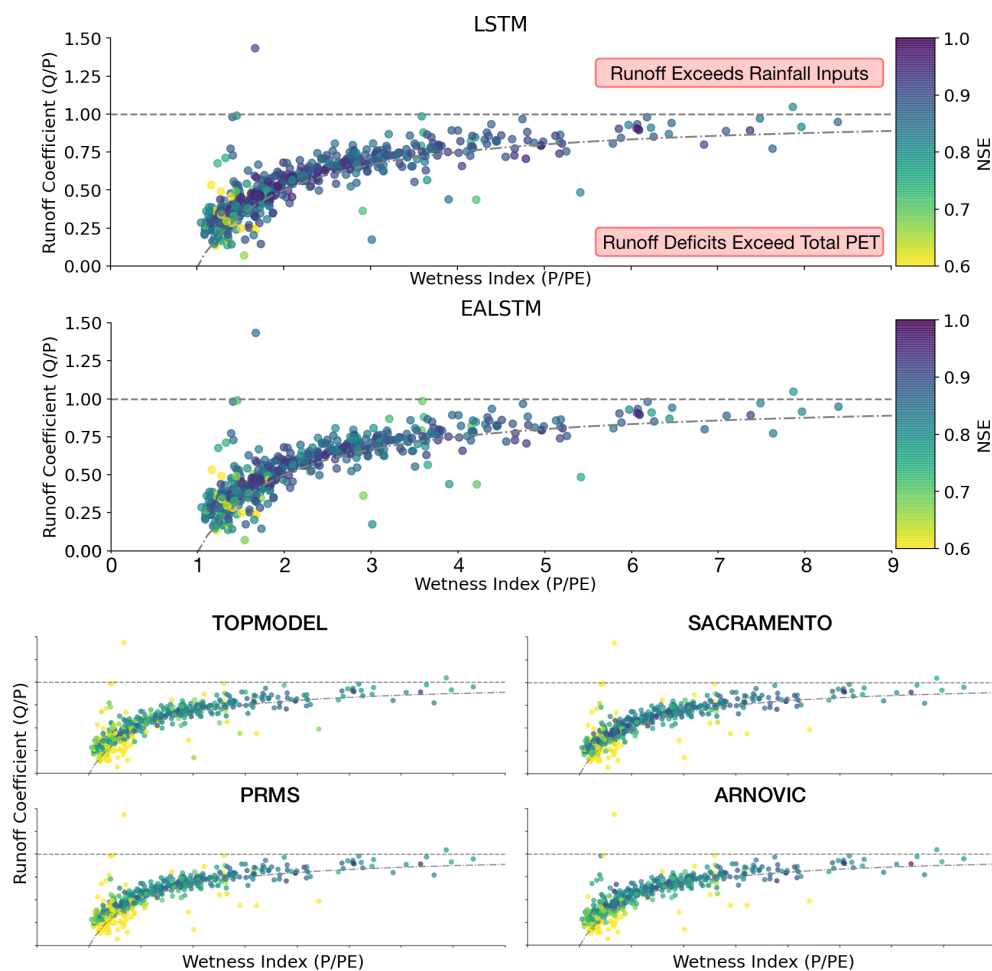 LSTM
Runoff Coefficient (Q/P)
1.50
1.25
1.00
0.75
0.50
0.25
0.00
Runoff Exceeds Rainfall Inputs
Runoff Deficits Exceed Total PET
Wetness Index (P/PE)
1.0
0.9
0.8
0.7
0.6
NSE
EALSTM
Runoff Coefficient (Q/P)
1.50
1.25
1.00
0.75
0.50
0.25
0.00
0 1 2 3 4 5 6 7 8 9
Wetness Index (P/PE)
1.0
0.9
0.8
0.7
0.6
NSE
TOPMODEL
SACRAMENTO
Runoff Coefficient (Q/P)
PRMS
ARNOVIC
Wetness Index (P/PE)
Wetness Index (P/PE)